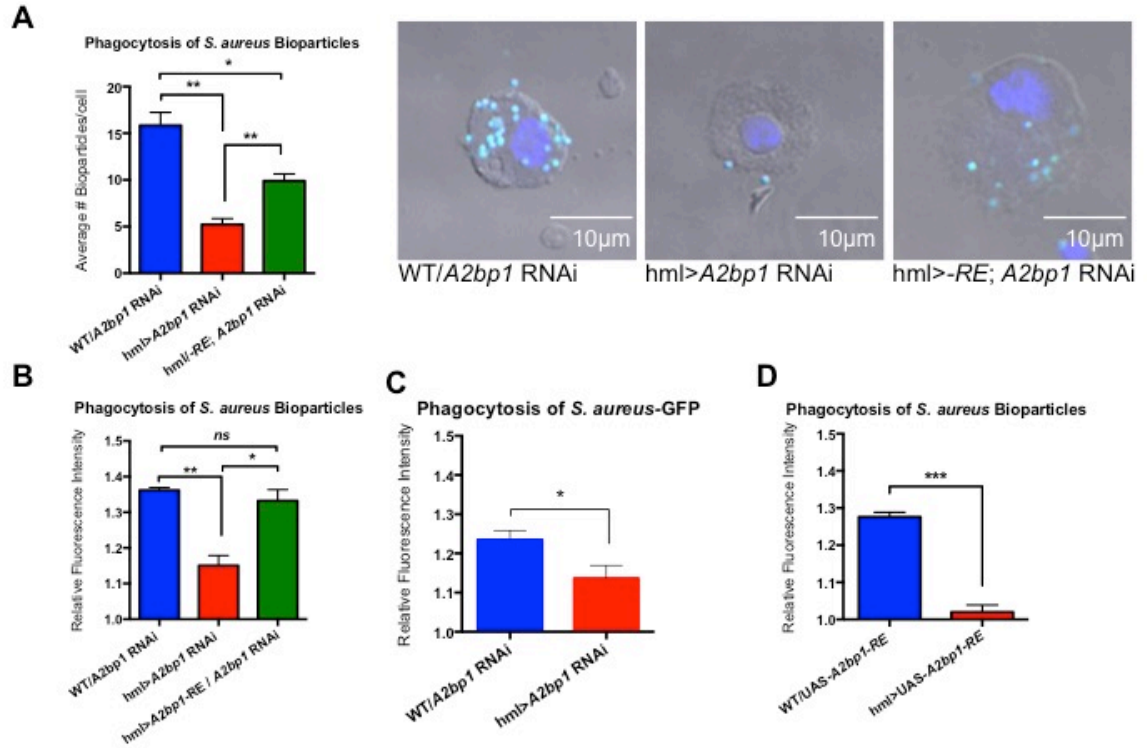 A
Phagocytosis of S. aureus Bioparticles
*
**
**
20
15
10
5
0
Average # Bioparticles/cell
WT/A2bp1 RNAi
hml>A2bp1 RNAi
hml/-RE; A2bp1 RNAi
10µm
10µm
10µm
WT/A2bp1 RNAi
hml>A2bp1 RNAi
hml>-RE; A2bp1 RNAi
B
Phagocytosis of S. aureus Bioparticles
ns
**
*
1.5
1.4
1.3
1.2
1.1
1.0
Relative Fluorescence Intensity
WT/A2bp1 RNAi
hml>A2bp1 RNAi
hml>A2bp1-RE / A2bp1 RNAi
C
Phagocytosis of S. aureus-GFP
*
1.5
1.4
1.3
1.2
1.1
1.0
Relative Fluorescence Intensity
WT/A2bp1 RNAi
hml>A2bp1 RNAi
D
Phagocytosis of S. aureus Bioparticles
***
1.5
1.4
1.3
1.2
1.1
1.0
Relative Fluorescence Intensity
WT/UAS-A2bp1-RE
hml>UAS-A2bp1-RE